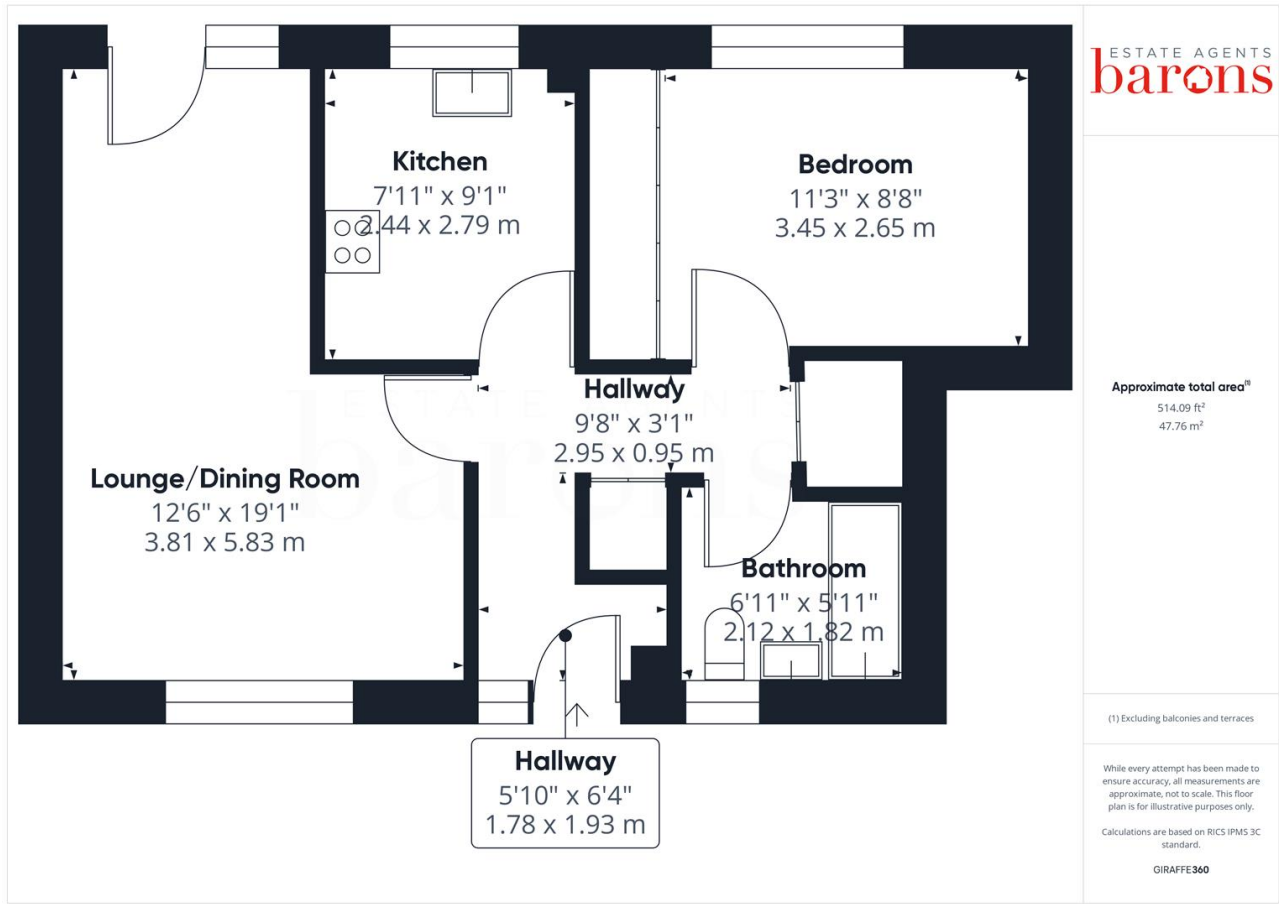 Kitchen
7'11" x 9'1"
2.44 x 2.79 m
Bedroom
11'3" x 8'8"
3.45 x 2.65 m
Hallway
9'8" x 3'1"
2.95 x 0.95 m
Lounge/Dining Room
12'6" x 19'1"
3.81 x 5.83 m
Bathroom
6'11" x 5'11"
2.12 x 1.82 m
Hallway
5'10" x 6'4"
1.78 x 1.93 m
ESTATE AGENTS
barons
ESTATE AGENTS
barons
Approximate total area(1)
514.09 ft²
47.76 m²
(1) Excluding balconies and terraces
While every attempt has been made to
ensure accuracy, all measurements are
approximate, not to scale. This floor
plan is for illustrative purposes only.
Calculations are based on RICS IPMS 3C
standard.
GIRAFFE360